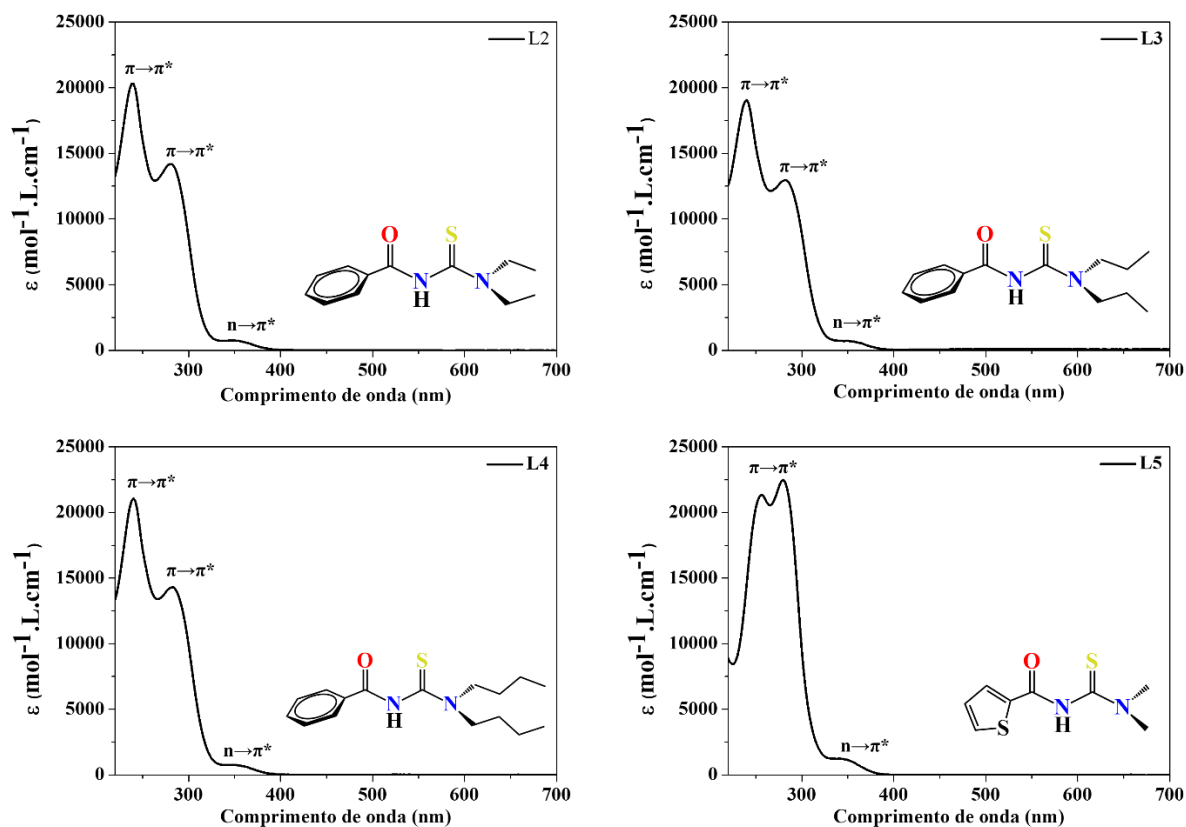 L2
25000
20000
15000
10000
5000
0
ε (mol⁻¹.L.cm⁻¹)
π→π*
π→π*
n→π*
O
S
N
H
N
300
400
500
600
700
Comprimento de onda (nm)
L3
25000
20000
15000
10000
5000
0
ε (mol⁻¹.L.cm⁻¹)
π→π*
π→π*
n→π*
O
S
N
H
N
300
400
500
600
700
Comprimento de onda (nm)
L4
25000
20000
15000
10000
5000
0
ε (mol⁻¹.L.cm⁻¹)
π→π*
π→π*
n→π*
O
S
N
H
N
300
400
500
600
700
Comprimento de onda (nm)
L5
25000
20000
15000
10000
5000
0
ε (mol⁻¹.L.cm⁻¹)
π→π*
n→π*
O
S
S
N
H
N
300
400
500
600
700
Comprimento de onda (nm)